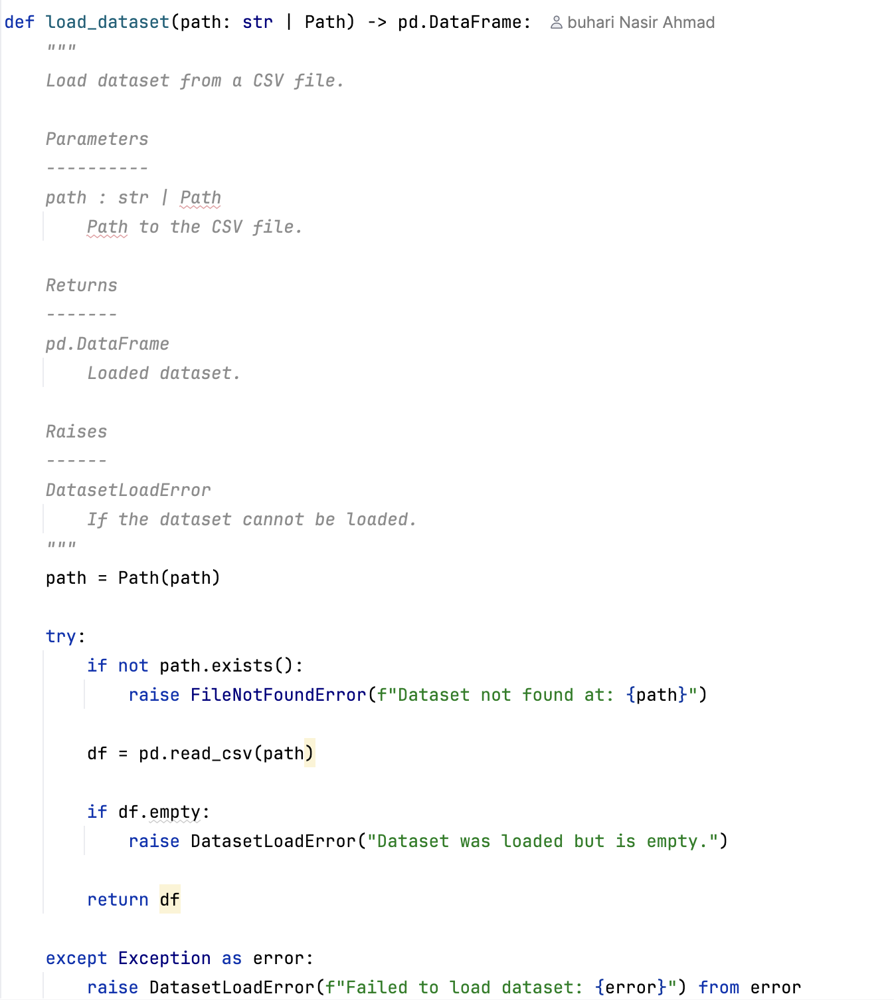 def load_dataset(path: str | Path) -> pd.DataFrame: buhari Nasir Ahmad
    """
    Load dataset from a CSV file.

    Parameters
    ----------
    path : str | Path
        Path to the CSV file.

    Returns
    -------
    pd.DataFrame
        Loaded dataset.

    Raises
    ------
    DatasetLoadError
        If the dataset cannot be loaded.
    """
    path = Path(path)

    try:
        if not path.exists():
            raise FileNotFoundError(f"Dataset not found at: {path}")

        df = pd.read_csv(path)

        if df.empty:
            raise DatasetLoadError("Dataset was loaded but is empty.")

        return df

    except Exception as error:
        raise DatasetLoadError(f"Failed to load dataset: {error}") from error